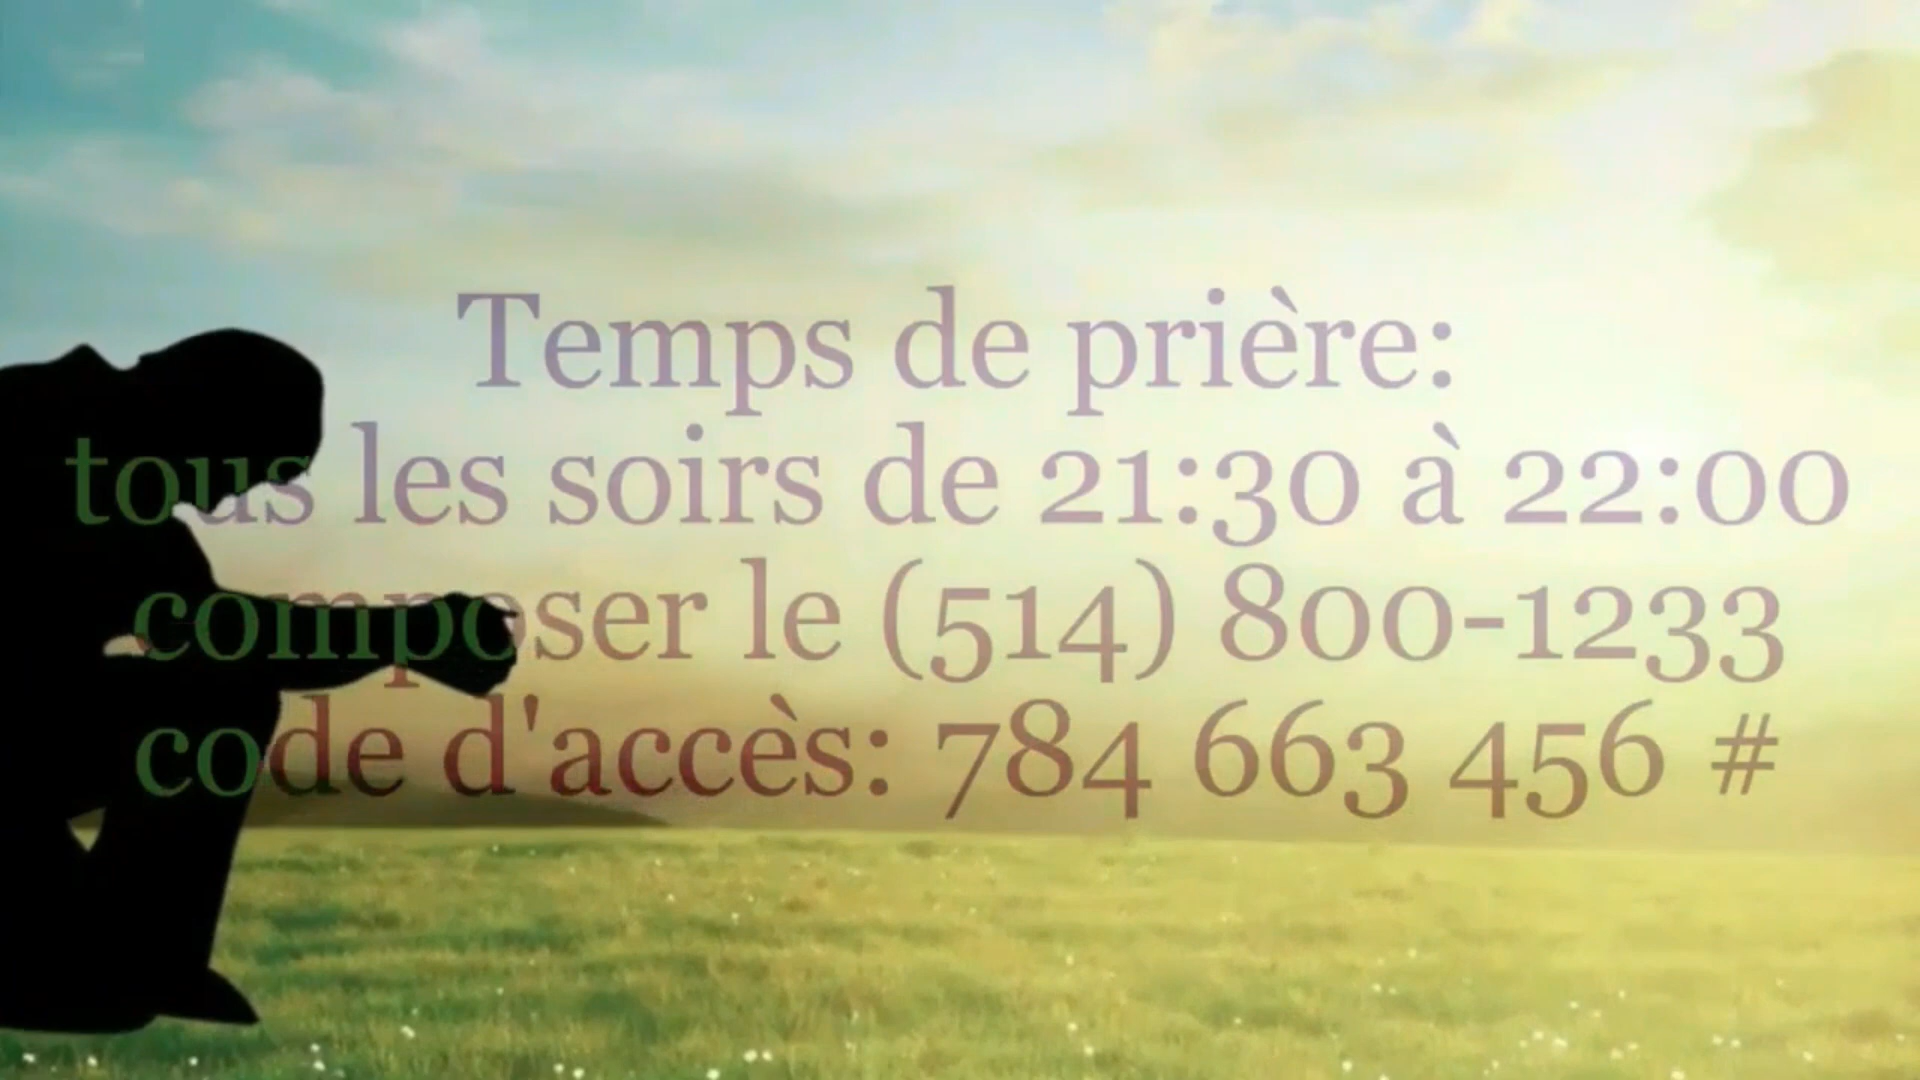 Temps de prière:
tous les soirs de 21:30 à 22:00
composer le (514) 800-1233
code d'accès: 784 663 456 #